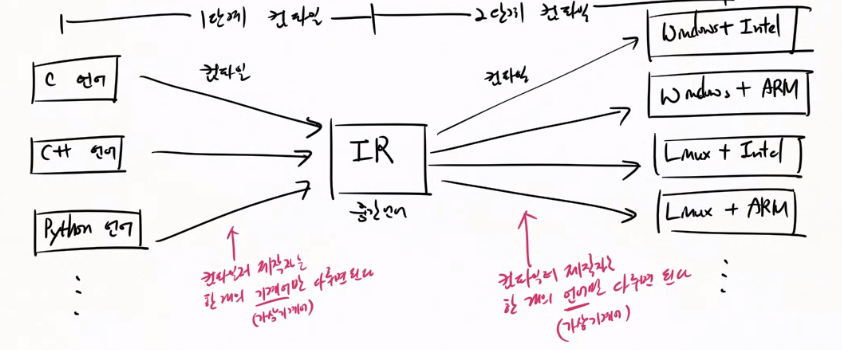 1단계 컴파일
2단계 컴파일
C 언어
C++ 언어
Python 언어
컴파일
IR
중간언어
컴파일
Windows + Intel
Windows + ARM
Linux + Intel
Linux + ARM
컴파일러 제작자는
한 개의 기계어만 다루면 된다
(가상기계어)
컴파일러 제작자는
한 개의 언어만 다루면 된다
(가상기계어)